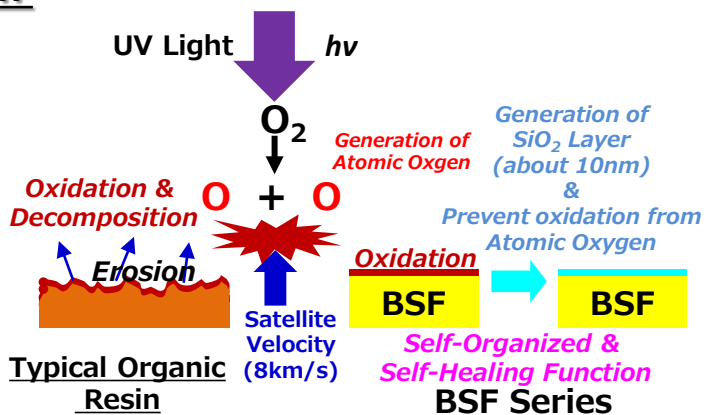 UV Light
hν
O₂
Generation of
Atomic Oxgen
O + O
Oxidation &
Decomposition
Erosion
Typical Organic
Resin
Satellite
Velocity
(8km/s)
Generation of
SiO₂ Layer
(about 10nm)
&
Prevent oxidation from
Atomic Oxygen
Oxidation
BSF
BSF
Self-Organized &
Self-Healing Function
BSF Series